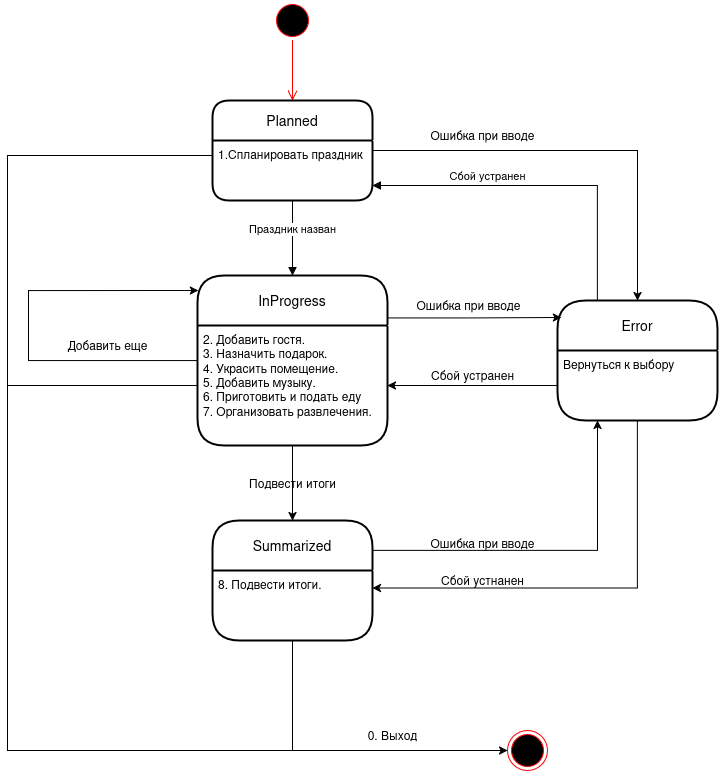 Planned
1.Спланировать праздник
Ошибка при вводе
Сбой устранен
Праздник назван
InProgress
2. Добавить гостя.
3. Назначить подарок.
4. Украсить помещение.
5. Добавить музыку.
6. Приготовить и подать еду
7. Организовать развлечения.
Добавить еще
Ошибка при вводе
Сбой устранен
Error
Вернуться к выбору
Подвести итоги
Summarized
8. Подвести итоги.
Ошибка при вводе
Сбой устнанен
0. Выход